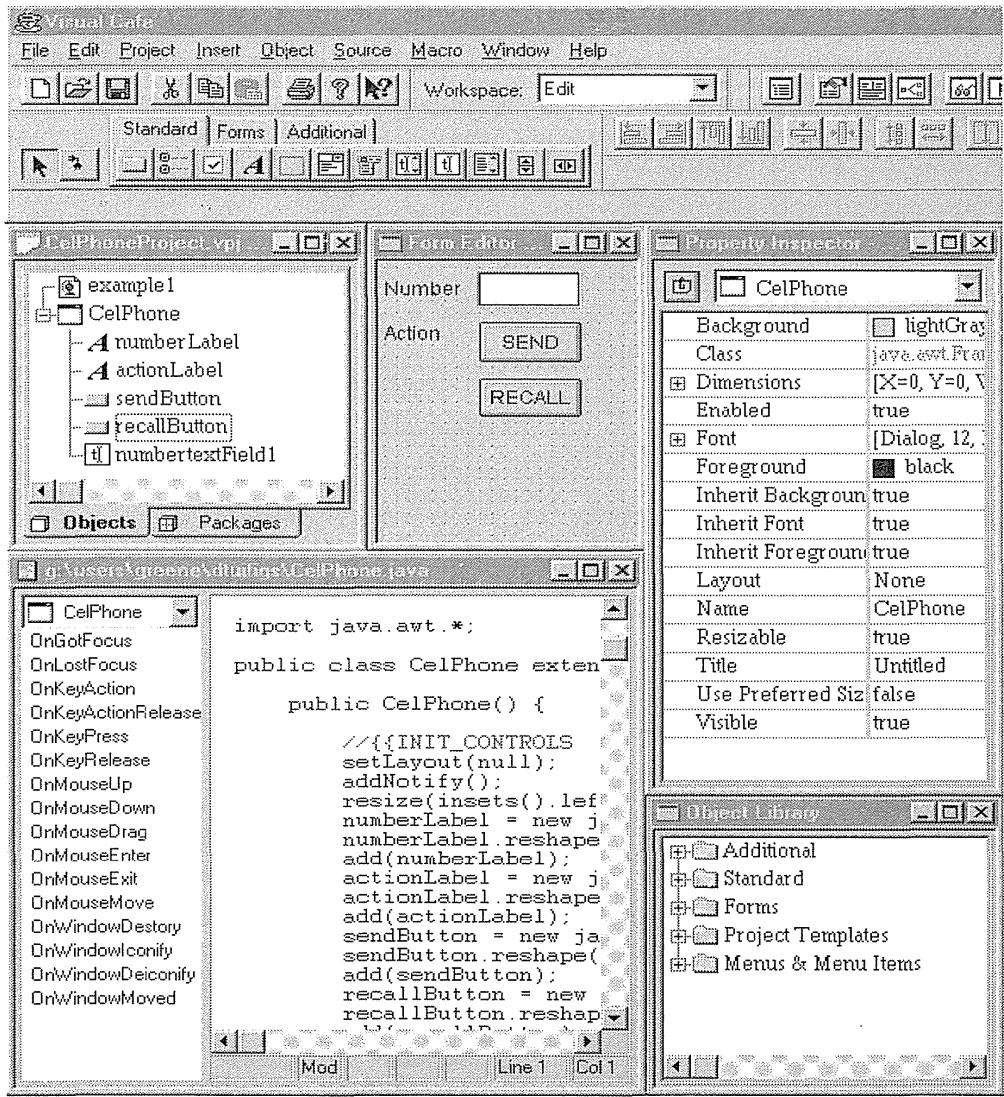 Visual Cafe
File Edit Project Insert Object Source Macro Window Help
Workspace: Edit
Standard Forms Additional
CelPhoneProject.vpj
example1
CelPhone
numberLabel
actionLabel
sendButton
recallButton
numbertextField1
Objects Packages
Form Editor
Number
Action SEND
RECALL
Property Inspector
CelPhone
Background lightGray
Class java.awt.Fra
Dimensions [X=0, Y=0,
Enabled true
Font [Dialog, 12,
Foreground black
Inherit Backgroun true
Inherit Font true
Inherit Foregroun true
Layout None
Name CelPhone
Resizable true
Title Untitled
Use Preferred Siz false
Visible true
CelPhone.java
CelPhone
OnGotFocus
OnLostFocus
OnKeyAction
OnKeyActionRelease
OnKeyPress
OnKeyRelease
OnMouseUp
OnMouseDown
OnMouseDrag
OnMouseEnter
OnMouseExit
OnMouseMove
OnWindowDestory
OnWindowIconify
OnWindowDeiconify
OnWindowMoved
import java.awt.*;
public class CelPhone exten
public CelPhone() {
//{{INIT_CONTROLS
setLayout(null);
addNotify();
resize(insets().lef
numberLabel = new j
numberLabel.reshape
add(numberLabel);
actionLabel = new j
actionLabel.reshape
add(actionLabel);
sendButton = new ja
sendButton.reshape(
add(sendButton);
recallButton = new
recallButton.reshap
Mod Line 1 Col 1
Object Library
Additional
Standard
Forms
Project Templates
Menus & Menu Items